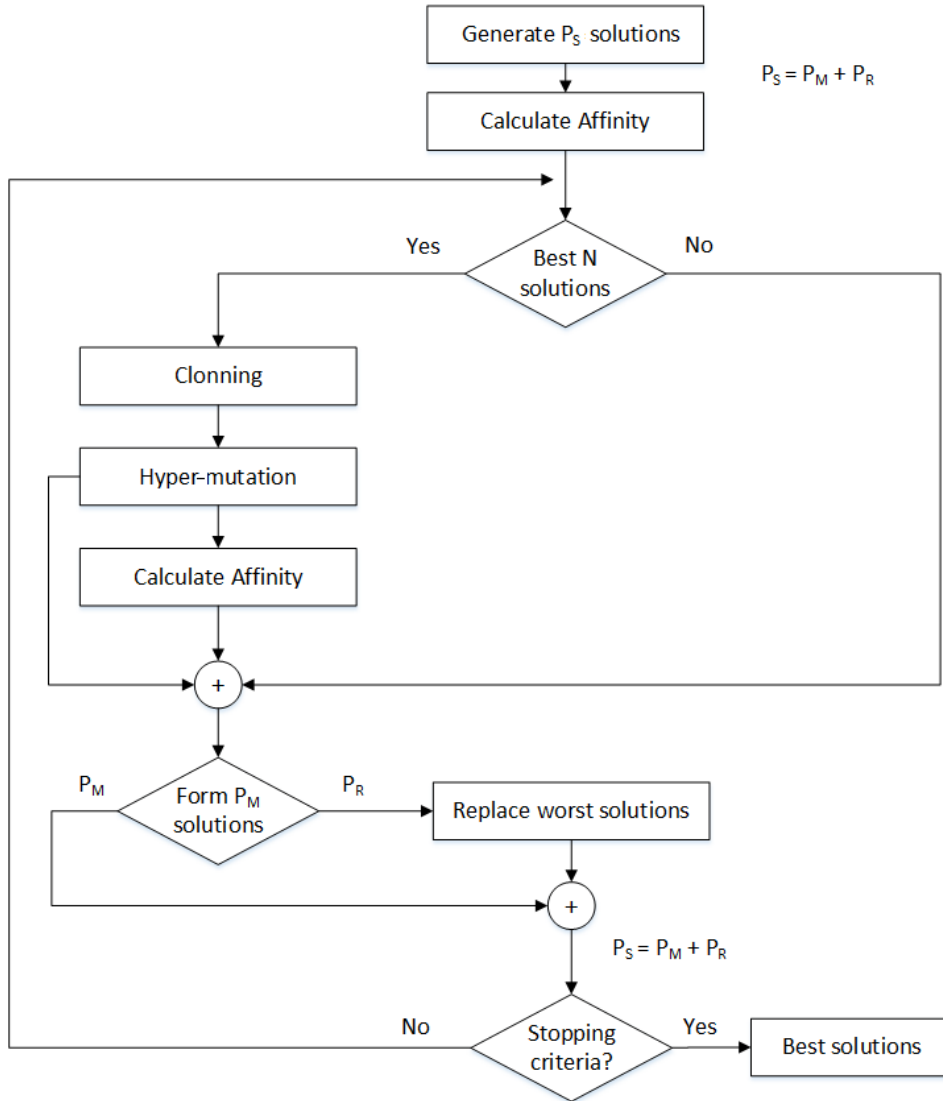 Generate PS solutions
PS = PM + PR
Calculate Affinity
Yes
No
Best N
solutions
Clonning
Hyper-mutation
Calculate Affinity
+
PM
PR
Form PM
solutions
Replace worst solutions
+
PS = PM + PR
No
Yes
Stopping
criteria?
Best solutions